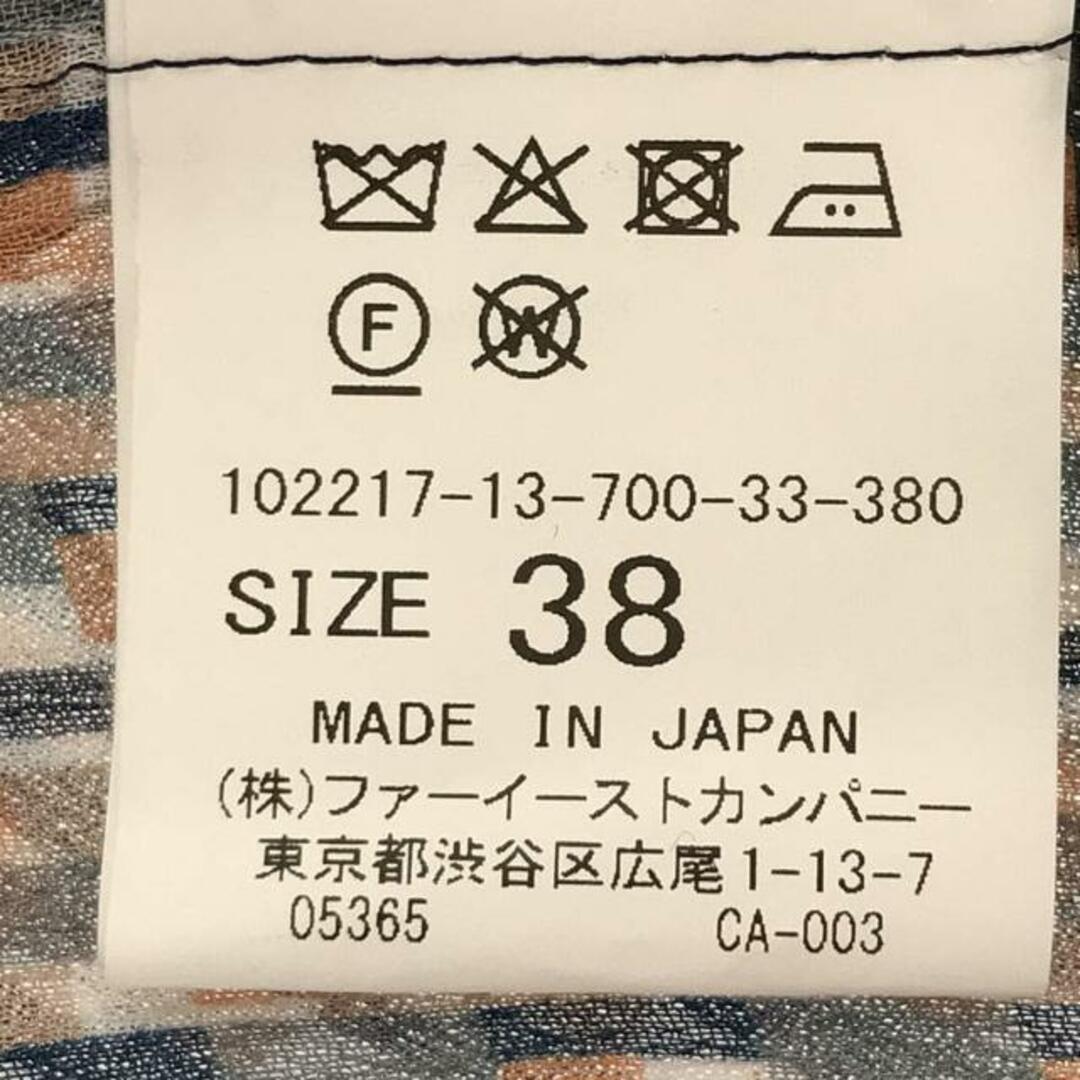 F W
102217-13-700-33-380
SIZE 38
MADE IN JAPAN
(株)ファーイーストカンパニー
東京都渋谷区広尾1-13-7
05365 CA-003